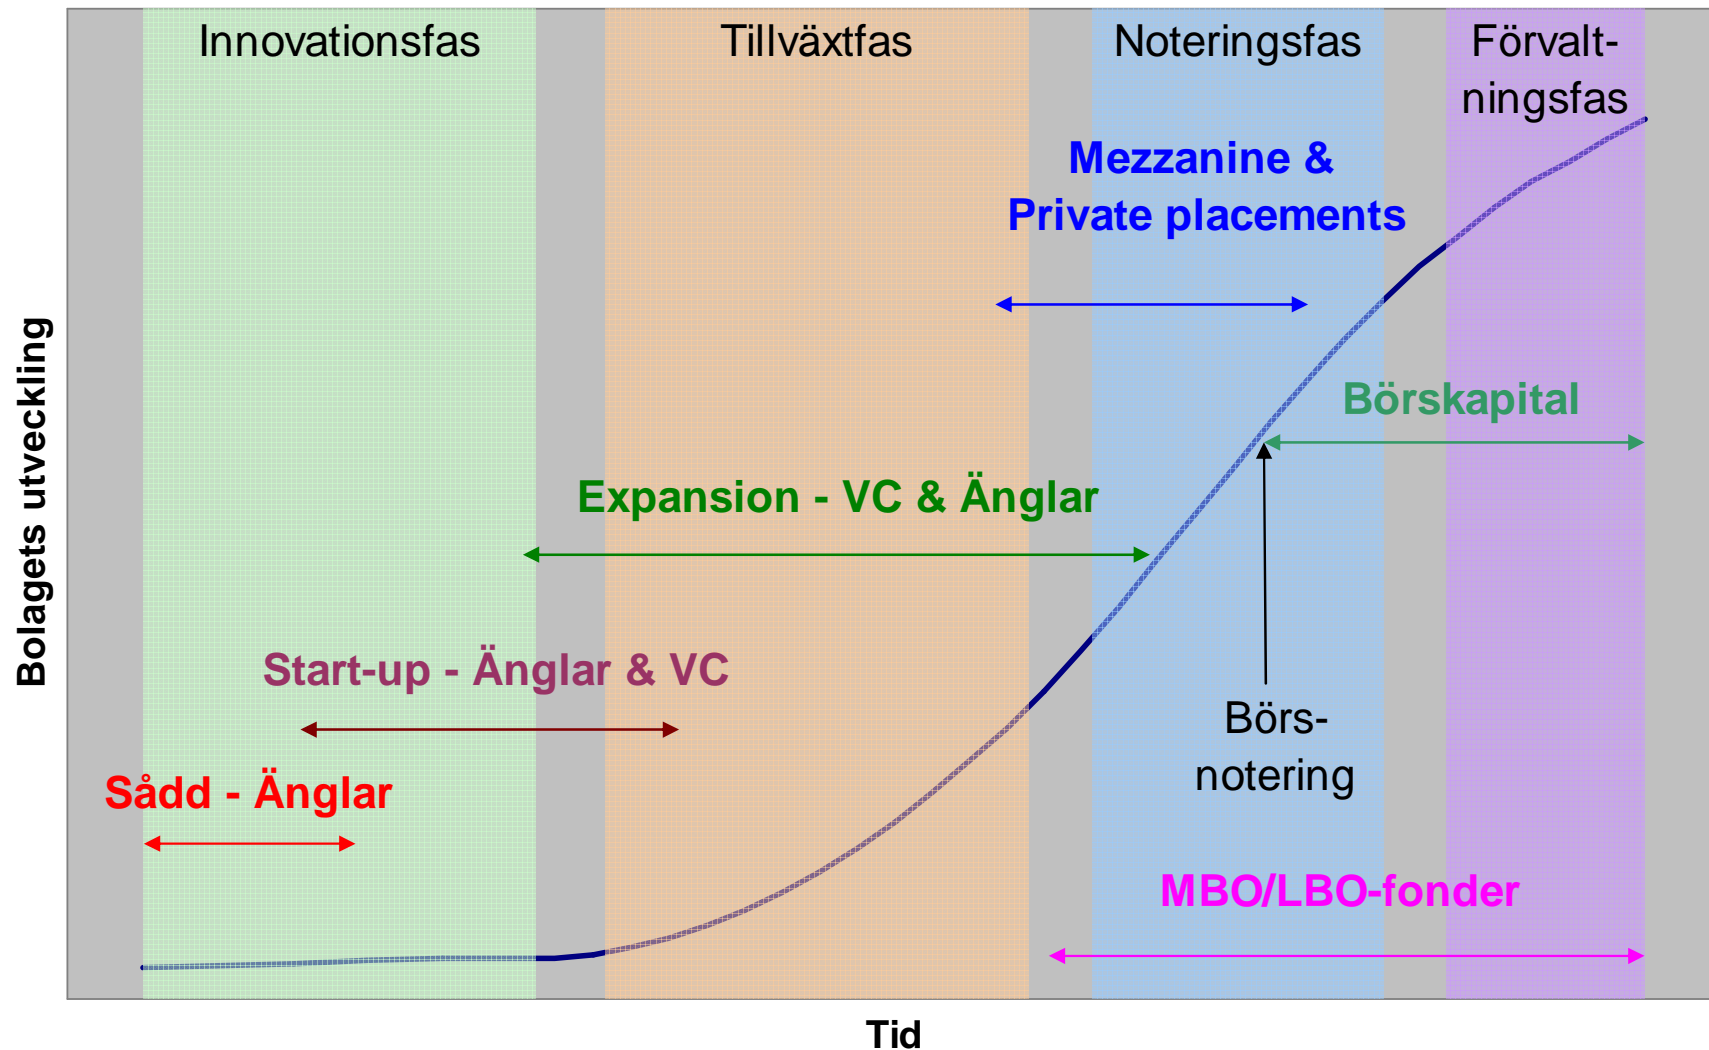 Innovationsfas
Tillväxtfas
Noteringsfas
Förvalt-
ningsfas
Mezzanine &
Private placements
Börskapital
Expansion - VC & Änglar
Start-up - Änglar & VC
Börs-
notering
Sådd - Änglar
MBO/LBO-fonder
Bolagets utveckling
Tid